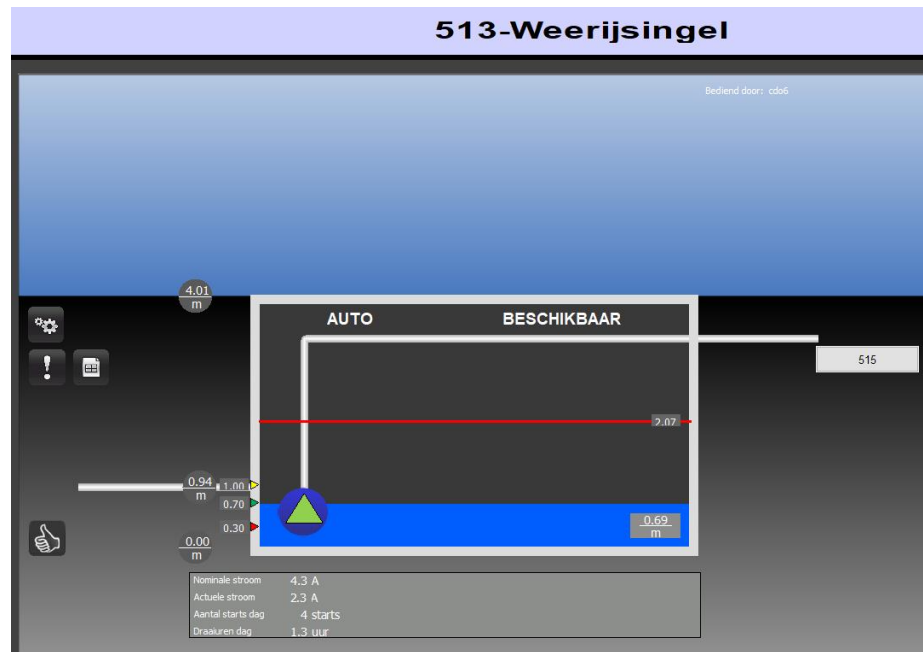 513-Weerijsingel
Bediend door: cdo6
4.01
m
AUTO BESCHIKBAAR
515
2.07
0.94
m
1.00
0.70
0.69
m
0.30
0.00
m
Nominale stroom 4.3 A
Actuele stroom 2.3 A
Aantal starts dag 4 starts
Draaiuren dag 1.3 uur